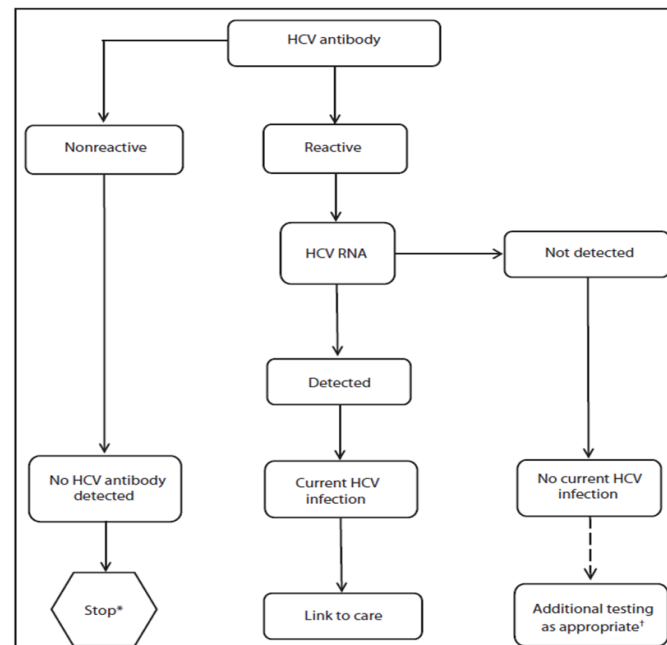 HCV antibody
Nonreactive
Reactive
HCV RNA
Not detected
Detected
No HCV antibody
detected
Current HCV
infection
No current HCV
infection
Stop*
Link to care
Additional testing
as appropriate†